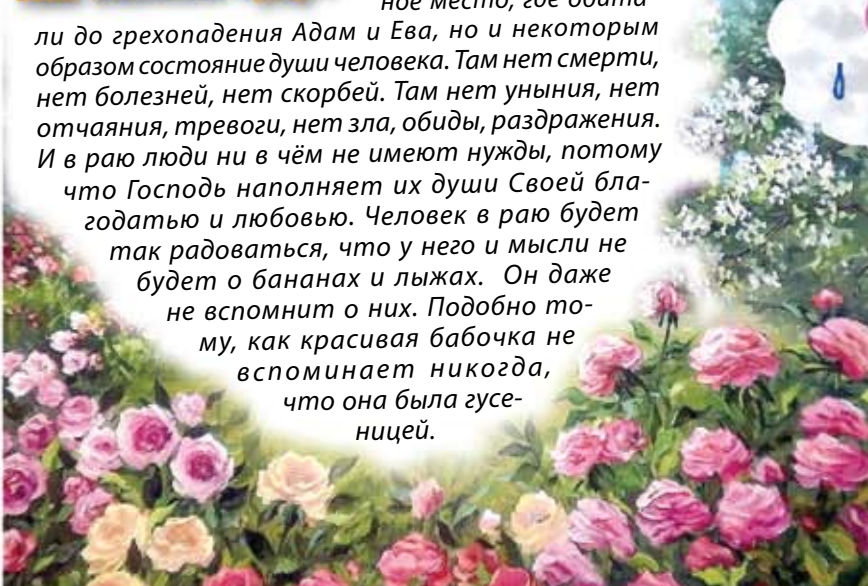 ное место, где обита-
ли до грехопадения Адам и Ева, но и некоторым
образом состояние души человека. Там нет смерти,
нет болезней, нет скорбей. Там нет уныния, нет
отчаяния, тревоги, нет зла, обиды, раздражения.
И в раю люди ни в чём не имеют нужды, потому
что Господь наполняет их души Своей бла-
годатью и любовью. Человек в раю будет
так радоваться, что у него и мысли не
будет о бананах и лыжах. Он даже
не вспомнит о них. Подобно то-
му, как красивая бабочка не
вспоминает никогда,
что она была гусе-
ницей.